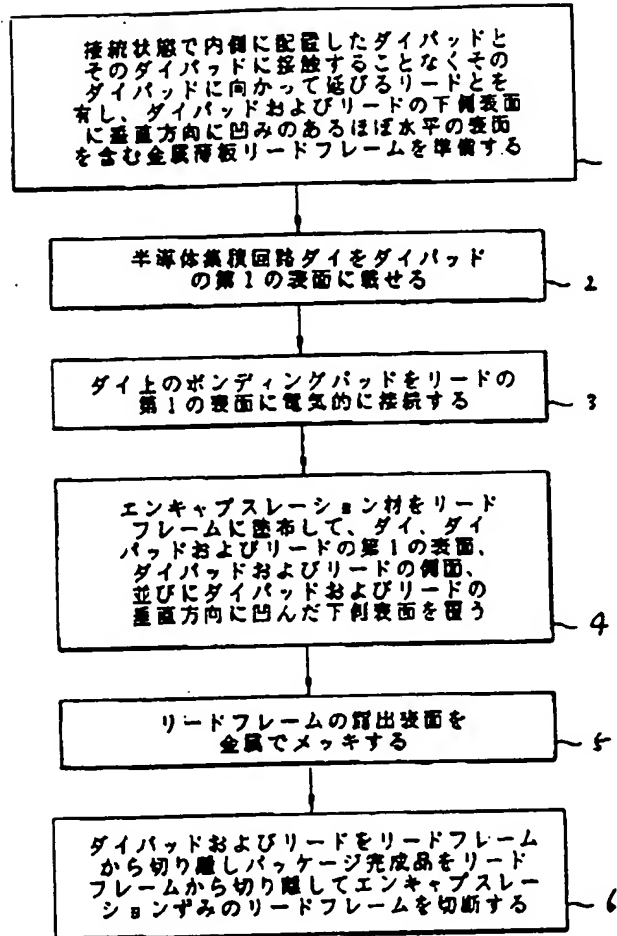 接続状態で内側に配置したダイパッドと
そのダイパッドに接触することなくその
ダイパッドに向かって延びるリードとを
有し、ダイパッドおよびリードの下側表面
に垂直方向に凹みのあるほぼ水平の表面
を含む金属薄板リードフレームを準備する
半導体集積回路ダイをダイパッド
の第1の表面に載せる
2
ダイ上のボンディングパッドをリードの
第1の表面に電気的に接続する
3
エンキャプスレーション材をリード
フレームに塗布して、ダイ、ダイ
パッドおよびリードの第1の表面、
ダイパッドおよびリードの側面、
並びにダイパッドおよびリードの
垂直方向に凹んだ下側表面を覆う
4
リードフレームの露出表面を
金属でメッキする
5
ダイパッドおよびリードをリードフレーム
から切り離しパッケージ完成品をリード
フレームから切り離してエンキャプスレー
ションずみのリードフレームを切断する
6